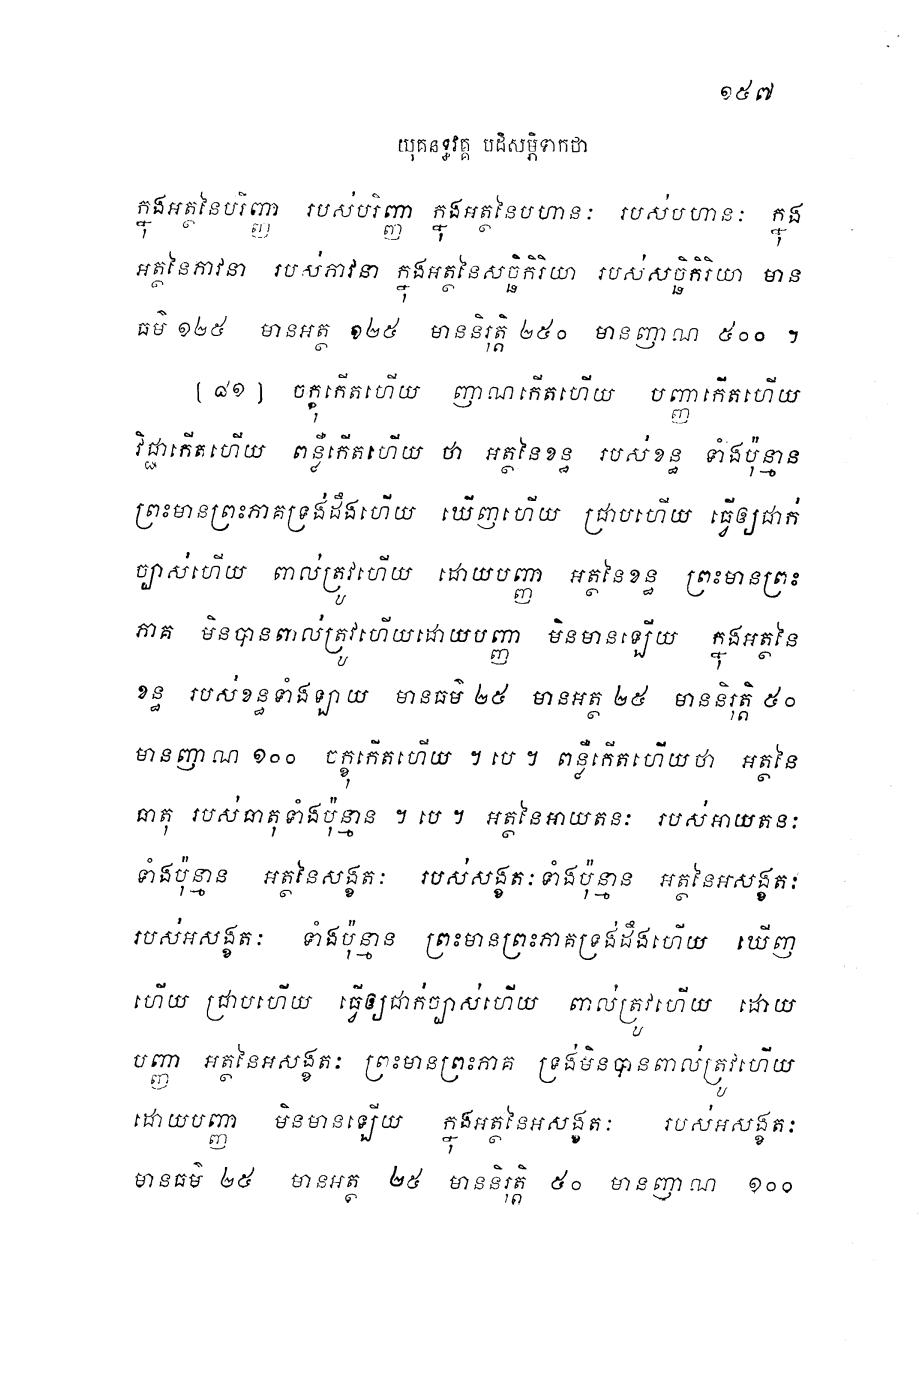 ១៥៧
យុគនទ្ធវគ្គ បដិសម្ភិទាកថា
ក្នុងអត្ថនៃបរិញ្ញា របស់បរិញ្ញា ក្នុងអត្ថនៃបហានៈ របស់បហានៈ ក្នុង
អត្ថនៃភាវនា របស់ភាវនា ក្នុងអត្ថនៃសច្ឆិកិរិយា របស់សច្ឆិកិរិយា មាន
ធម៌ ១២៥ មានអត្ថ ១២៥ មាននិរុត្តិ ២៥០ មានញាណ ៥០០ ។
[ ៨១ ] ចក្ខុកើតហើយ ញាណកើតហើយ បញ្ញាកើតហើយ
វិជ្ជាកើតហើយ ពន្លឺកើតហើយ ថា អត្ថនៃខន្ធ របស់ខន្ធ ទាំងប៉ុន្មាន
ព្រះមានព្រះភាគទ្រង់ដឹងហើយ ឃើញហើយ ជ្រាបហើយ ធ្វើឲ្យជាក់
ច្បាស់ហើយ ពាល់ត្រូវហើយ ដោយបញ្ញា អត្ថនៃខន្ធ ព្រះមានព្រះ
ភាគ មិនបានពាល់ត្រូវហើយដោយបញ្ញា មិនមានឡើយ ក្នុងអត្ថនៃ
ខន្ធ របស់ខន្ធទាំងឡាយ មានធម៌ ២៥ មានអត្ថ ២៥ មាននិរុត្តិ ៥០
មានញាណ ១០០ ចក្ខុកើតហើយ ។ បេ ។ ពន្លឺកើតហើយថា អត្ថនៃ
ធាតុ របស់ធាតុទាំងប៉ុន្មាន ។ បេ ។ អត្ថនៃអាយតនៈ របស់អាយតនៈ
ទាំងប៉ុន្មាន អត្ថនៃសង្ខតៈ របស់សង្ខតៈទាំងប៉ុន្មាន អត្ថនៃអសង្ខតៈ
របស់អសង្ខតៈ ទាំងប៉ុន្មាន ព្រះមានព្រះភាគទ្រង់ដឹងហើយ ឃើញ
ហើយ ជ្រាបហើយ ធ្វើឲ្យជាក់ច្បាស់ហើយ ពាល់ត្រូវហើយ ដោយ
បញ្ញា អត្ថនៃអសង្ខតៈ ព្រះមានព្រះភាគ ទ្រង់មិនបានពាល់ត្រូវហើយ
ដោយបញ្ញា មិនមានឡើយ ក្នុងអត្ថនៃអសង្ខតៈ របស់អសង្ខតៈ
មានធម៌ ២៥ មានអត្ថ ២៥ មាននិរុត្តិ ៥០ មានញាណ ១០០